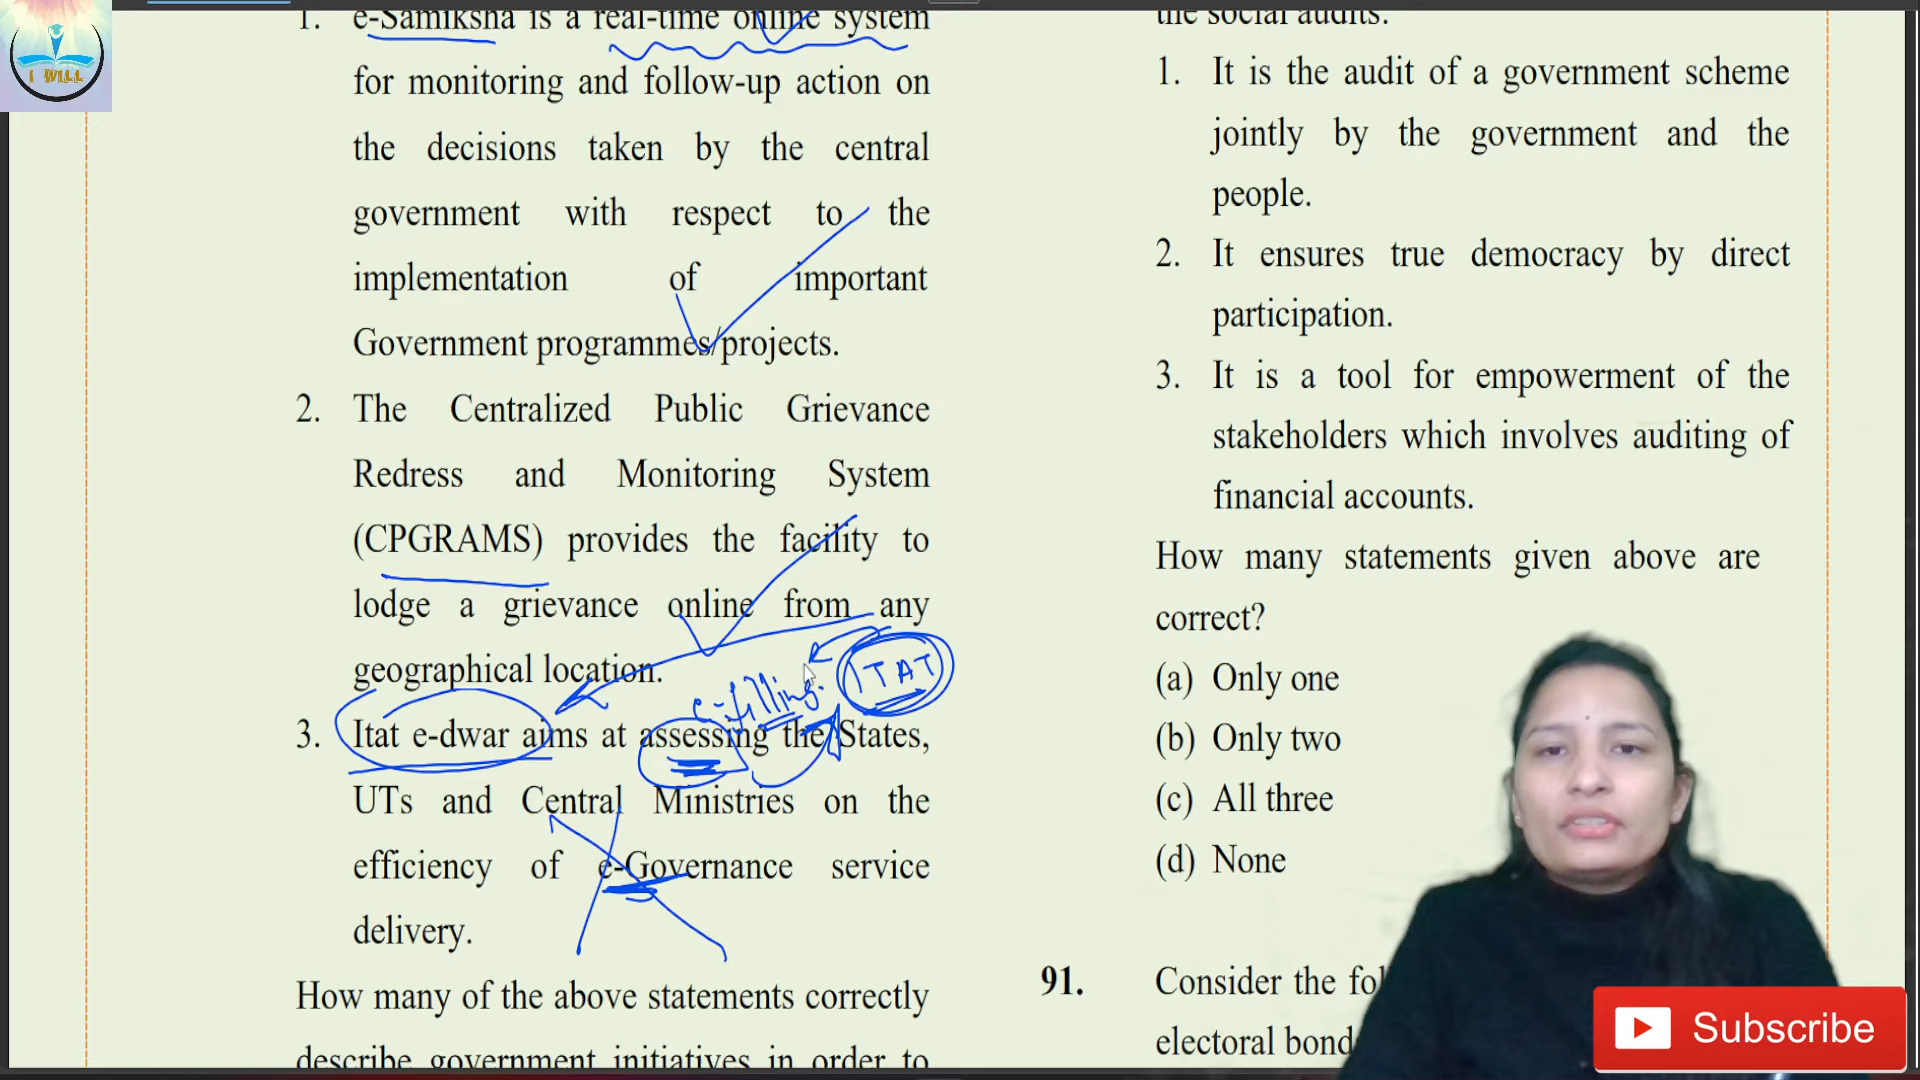 I WILL
1. e-Samiksha is a real-time online system
for monitoring and follow-up action on
the decisions taken by the central
government with respect to the
implementation of important
Government programmes/projects.
2. The Centralized Public Grievance
Redress and Monitoring System
(CPGRAMS) provides the facility to
lodge a grievance online from any
geographical location.
e-filling.
ITAT
3. Itat e-dwar aims at assessing the States,
UTs and Central Ministries on the
efficiency of e-Governance service
delivery.
How many of the above statements correctly
describe government initiatives in order to
the social audits.
1. It is the audit of a government scheme
jointly by the government and the
people.
2. It ensures true democracy by direct
participation.
3. It is a tool for empowerment of the
stakeholders which involves auditing of
financial accounts.
How many statements given above are
correct?
(a) Only one
(b) Only two
(c) All three
(d) None
91. Consider the fol
electoral bond
Subscribe